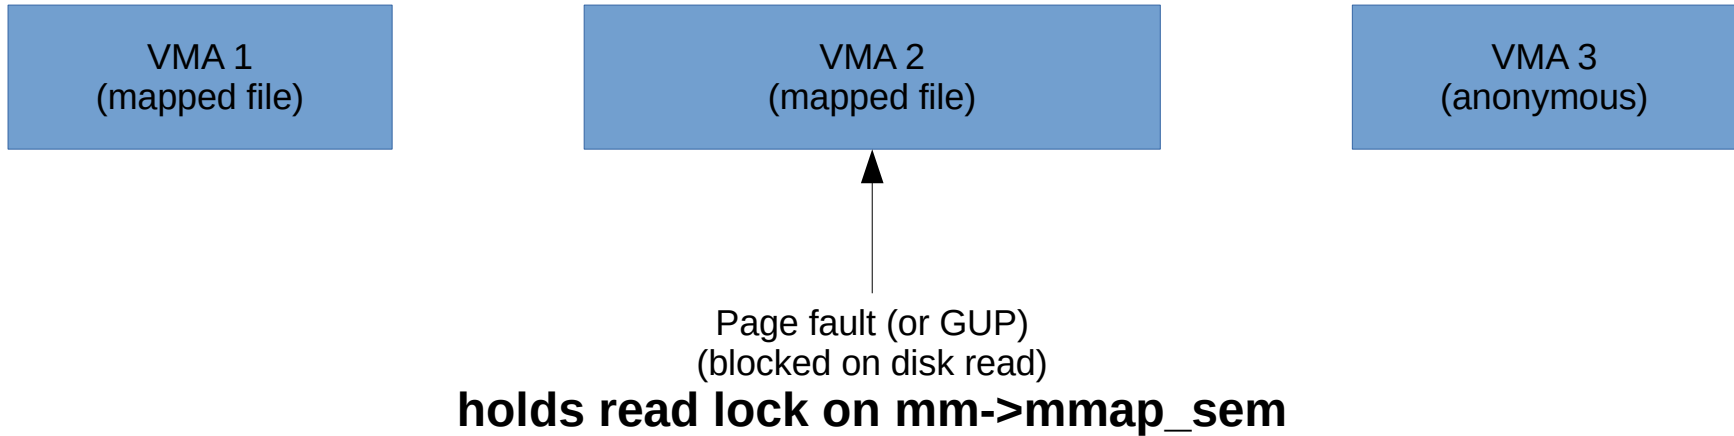 VMA 1
(mapped file)
VMA 2
(mapped file)
VMA 3
(anonymous)
Page fault (or GUP)
(blocked on disk read)
holds read lock on mm->mmap_sem